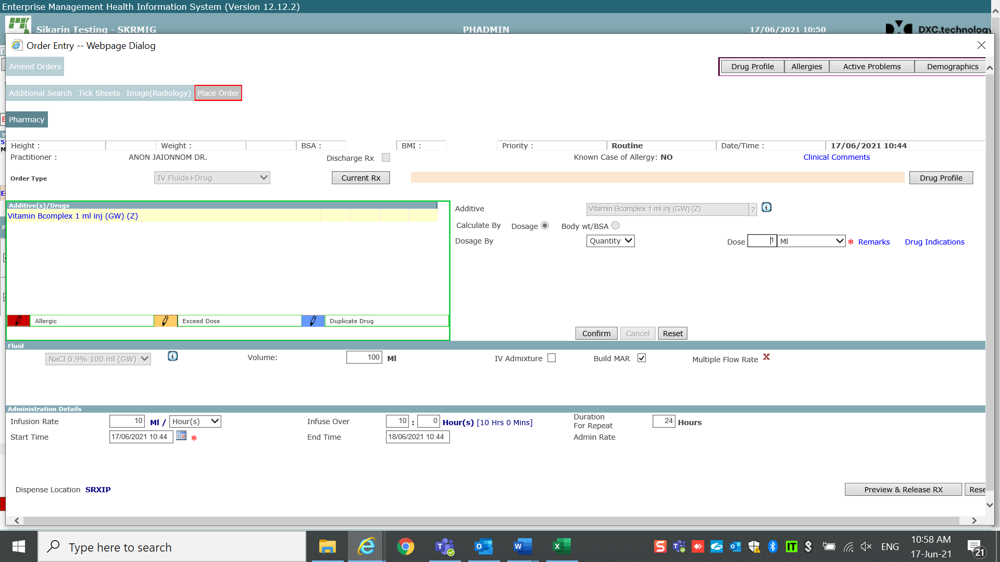 Enterprise Management Health Information System (Version 12.12.2)
Sikarin Testing - SKRMIG PHADMIN 17/06/2021 10:50 DXC.technology
Order Entry -- Webpage Dialog
Amend Orders Drug Profile Allergies Active Problems Demographics
Additional Search Tick Sheets Image(Radiology) Place Order
Pharmacy
Height : Weight : BSA : BMI : Priority : Routine Date/Time : 17/06/2021 10:44
Practitioner : ANON JAIONNOM DR. Discharge Rx Known Case of Allergy: NO Clinical Comments
Order Type IV Fluids+Drug Current Rx Drug Profile
Additive(s)/Drugs
Vitamin Bcomplex 1 ml inj (GW) (Z)
Additive Vitamin Bcomplex 1 ml inj (GW) (Z) ?
Calculate By Dosage Body wt/BSA
Dosage By Quantity Dose 1 Ml * Remarks Drug Indications
Allergic Exceed Dose Duplicate Drug
Confirm Cancel Reset
Fluid
NaCl 0.9% 100 ml (GW) Volume: 100 Ml IV Admixture Build MAR Multiple Flow Rate X
Administration Details
Infusion Rate 10 Ml / Hour(s) Infuse Over 10 : 0 Hour(s) [10 Hrs 0 Mins] Duration For Repeat 24 Hours
Start Time 17/06/2021 10:44 * End Time 18/06/2021 10:44 Admin Rate
Dispense Location SRXIP Preview & Release RX Rese
Type here to search
ENG
10:58 AM
17-Jun-21
21